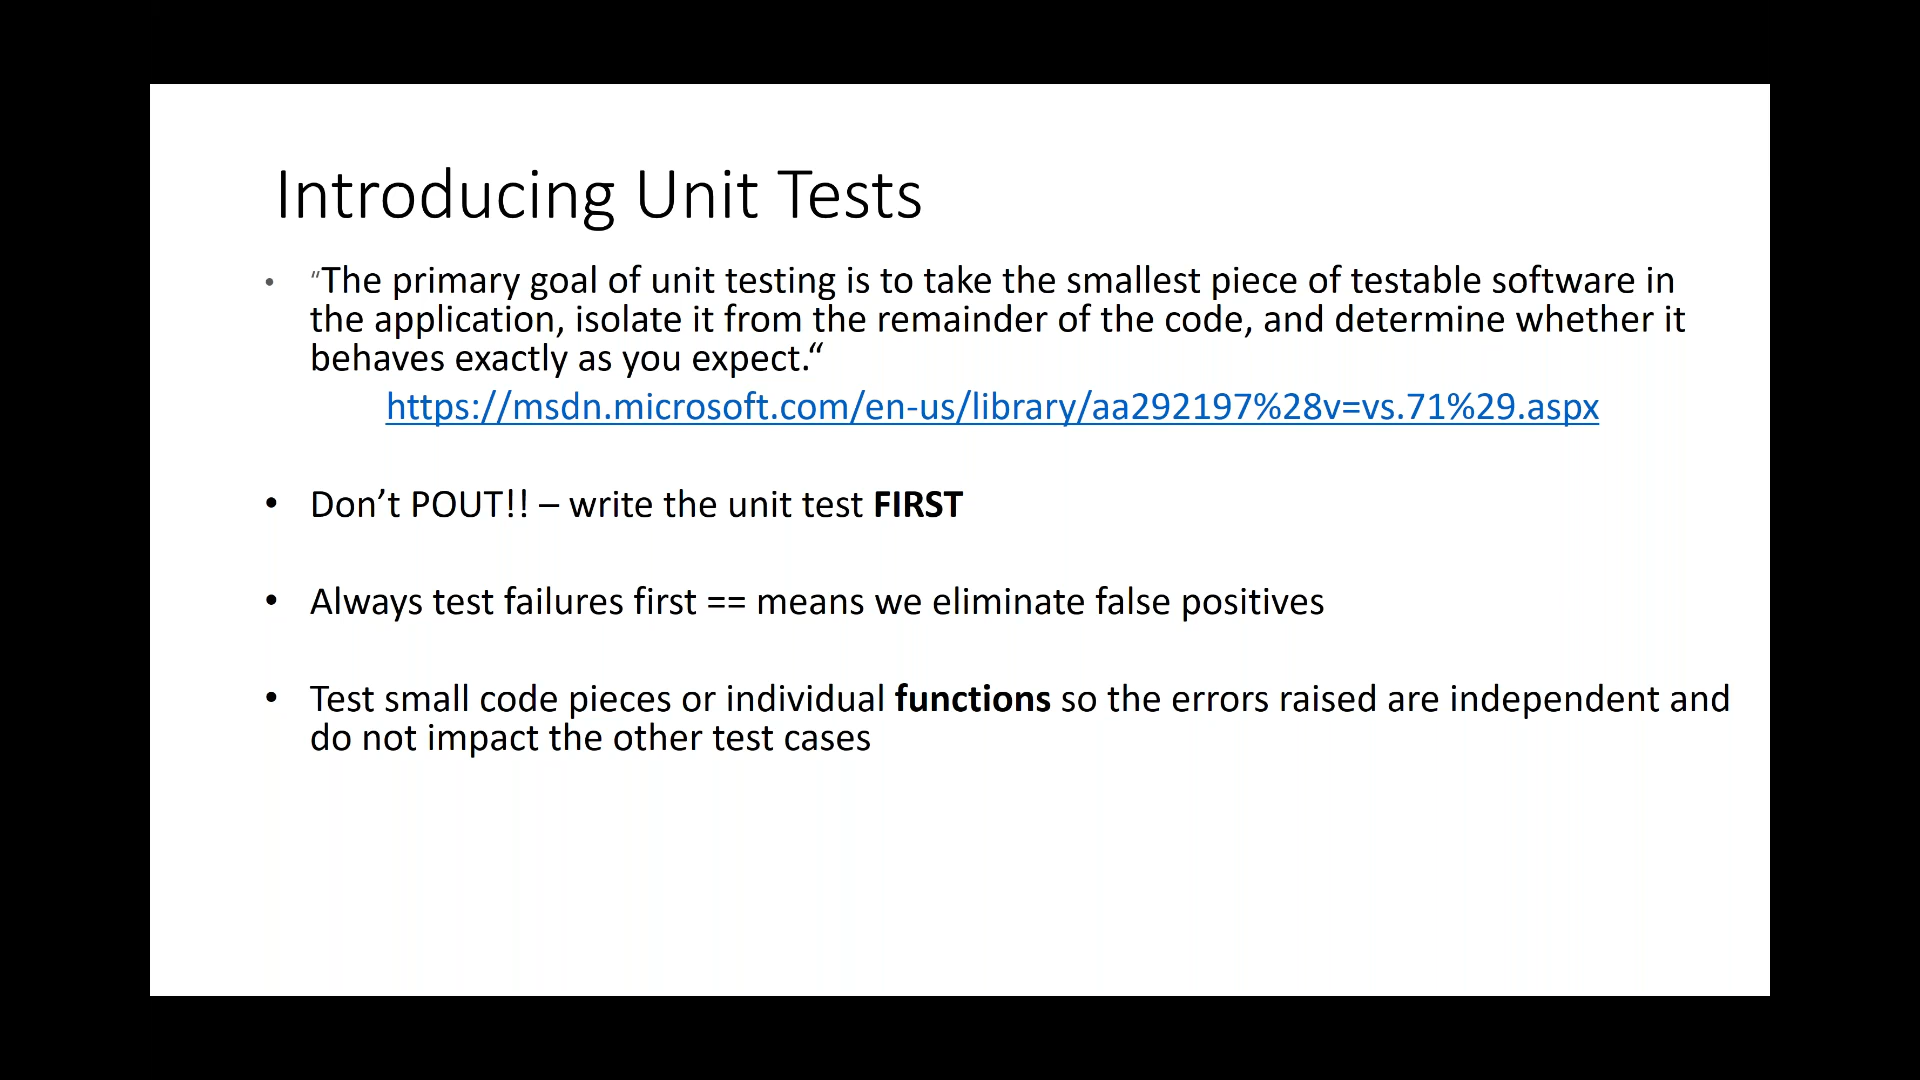 Introducing Unit Tests
• “The primary goal of unit testing is to take the smallest piece of testable software in
the application, isolate it from the remainder of the code, and determine whether it
behaves exactly as you expect.“
https://msdn.microsoft.com/en-us/library/aa292197%28v=vs.71%29.aspx
• Don’t POUT!! – write the unit test FIRST
• Always test failures first == means we eliminate false positives
• Test small code pieces or individual functions so the errors raised are independent and
do not impact the other test cases